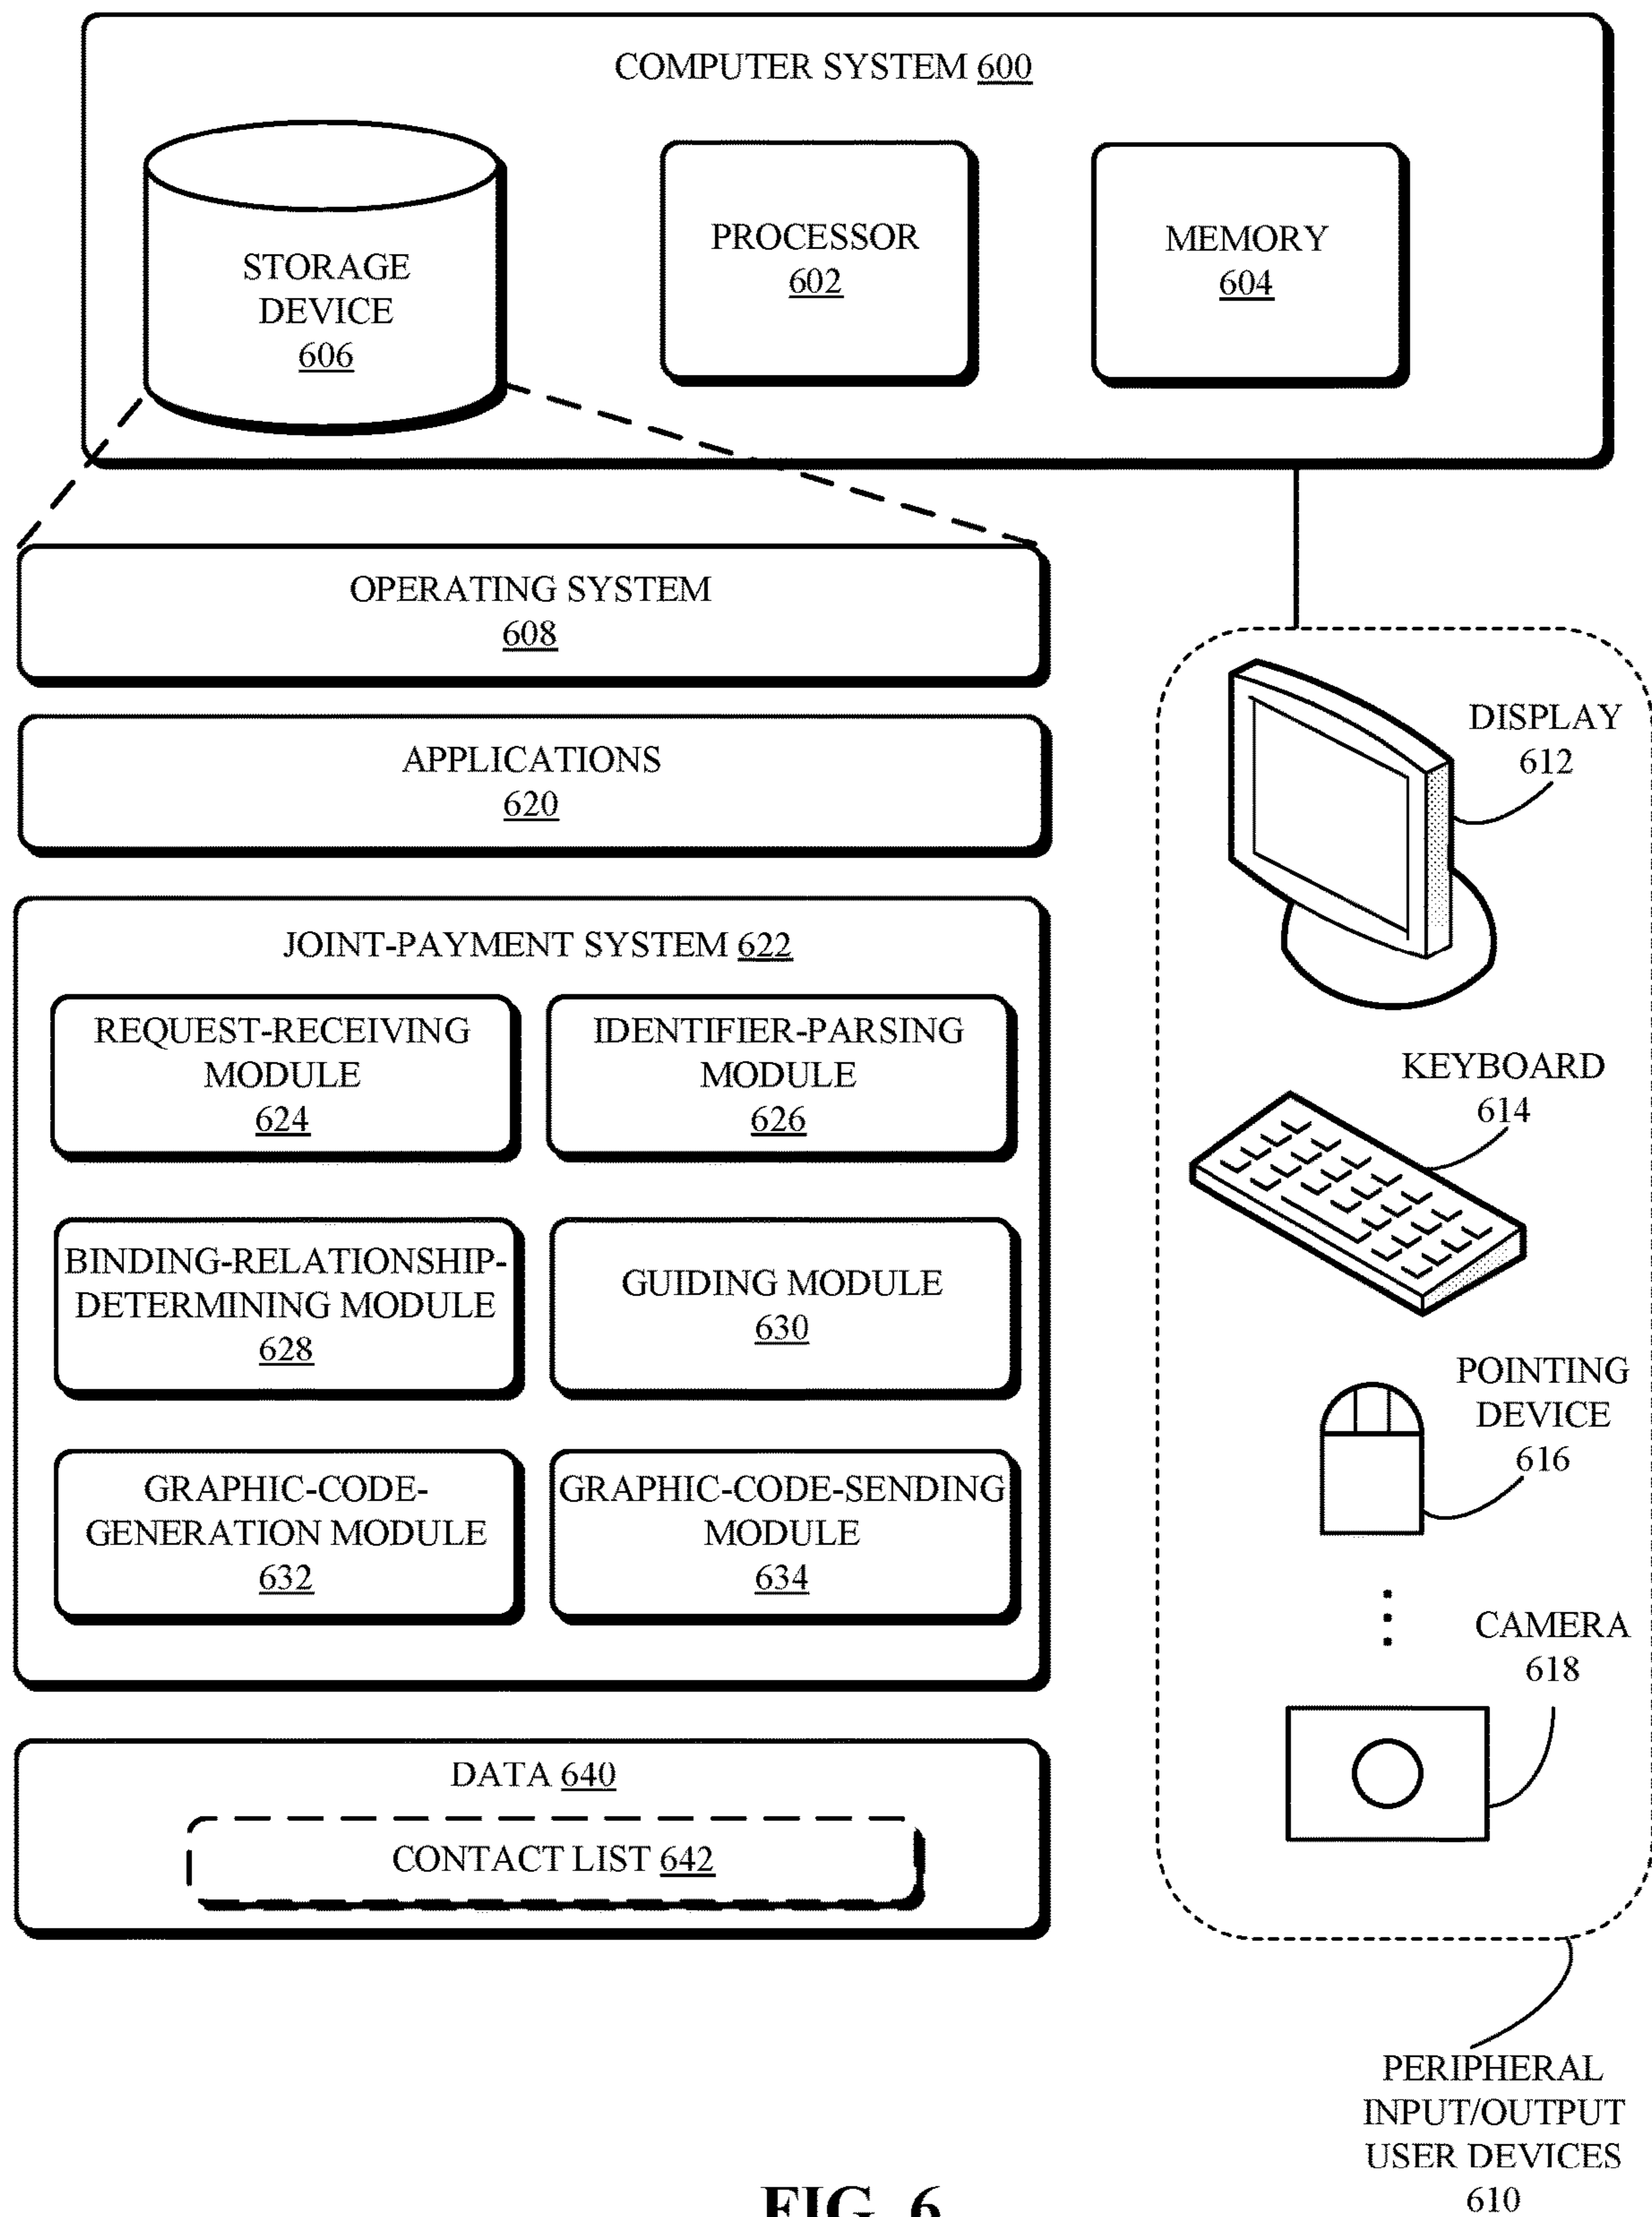 COMPUTER SYSTEM 600
STORAGE
DEVICE
606
PROCESSOR
602
MEMORY
604
OPERATING SYSTEM
608
APPLICATIONS
620
JOINT-PAYMENT SYSTEM 622
REQUEST-RECEIVING
MODULE
624
IDENTIFIER-PARSING
MODULE
626
BINDING-RELATIONSHIP-
DETERMINING MODULE
628
GUIDING MODULE
630
GRAPHIC-CODE-
GENERATION MODULE
632
GRAPHIC-CODE-SENDING
MODULE
634
DATA 640
CONTACT LIST 642
DISPLAY
612
KEYBOARD
614
POINTING
DEVICE
616
CAMERA
618
PERIPHERAL
INPUT/OUTPUT
USER DEVICES
610
FIG. 6